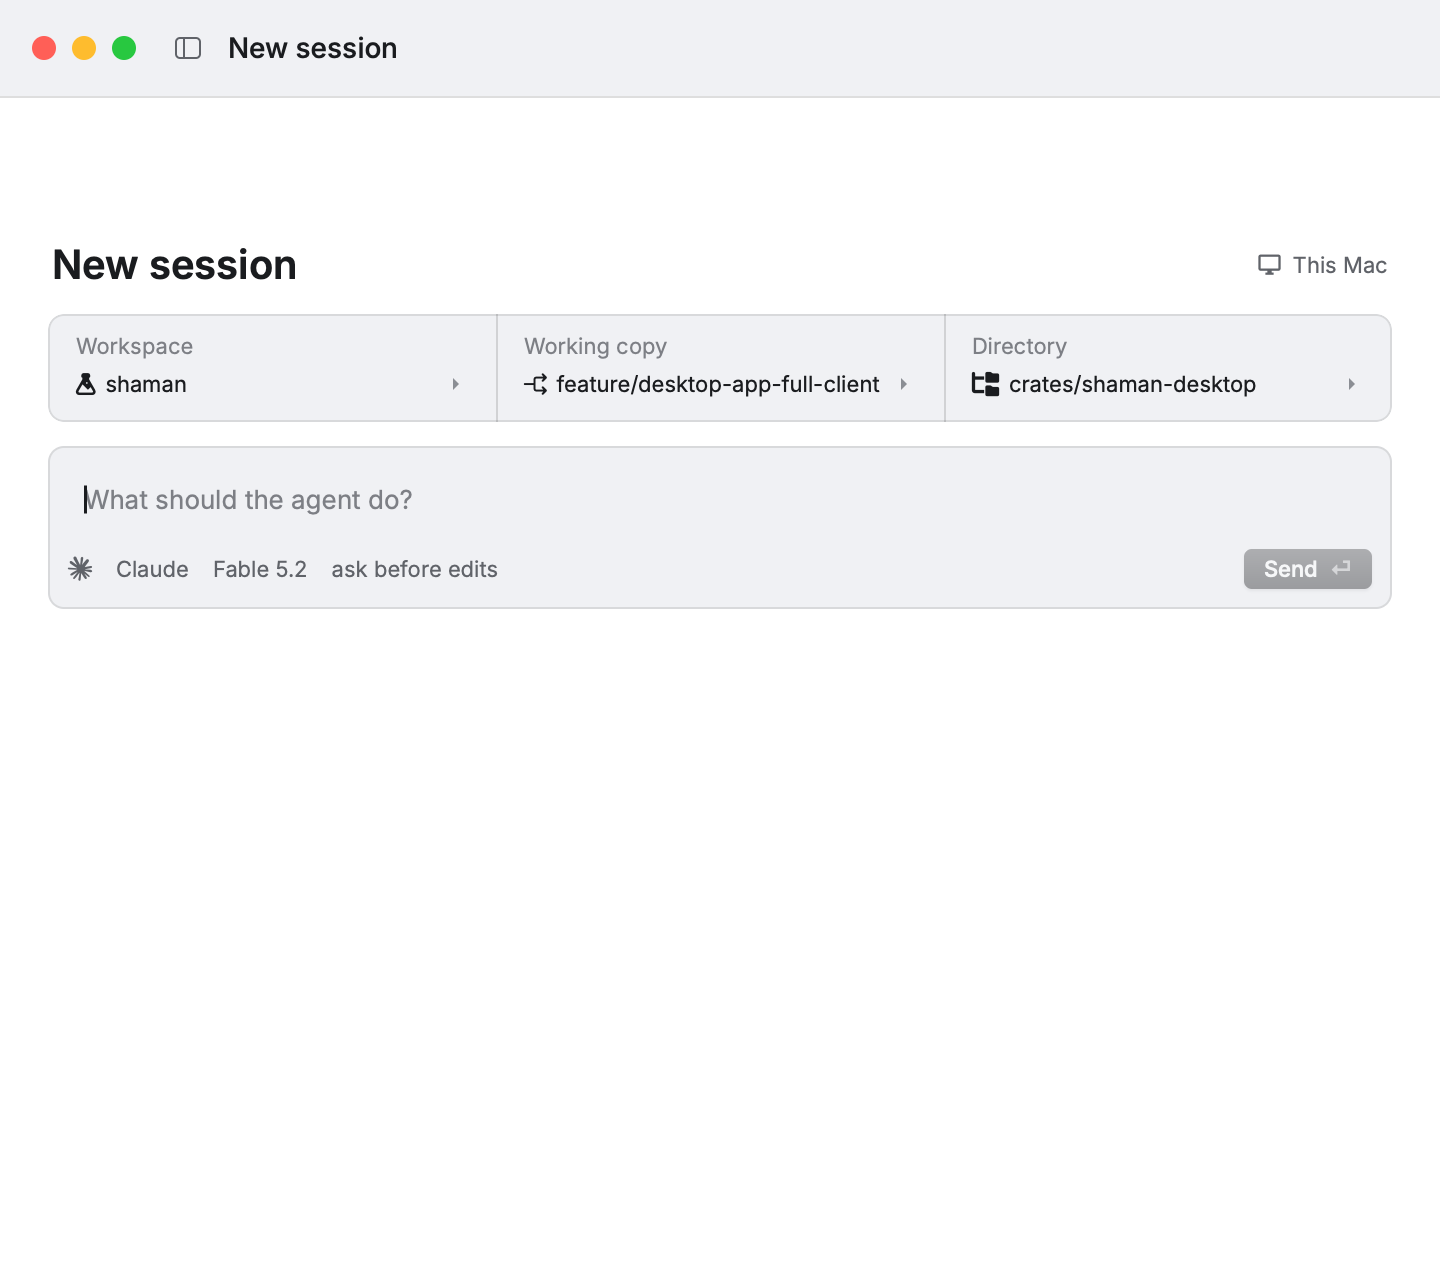 New session
New session
This Mac
Workspace
shaman
Working copy
feature/desktop-app-full-client
Directory
crates/shaman-desktop
What should the agent do?
Claude Fable 5.2 ask before edits
Send